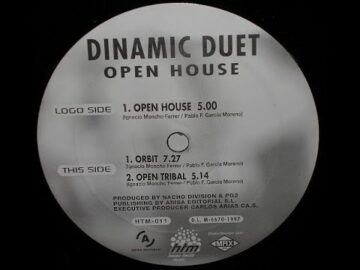 DINAMIC DUET
OPEN HOUSE
LOGO SIDE
1. OPEN HOUSE 5.00
(Ignacio Moncho Ferrer / Pablo F. García Moreno)
THIS SIDE
1. ORBIT 7.27
(Ignacio Moncho Ferrer / Pablo F. García Moreno)
2. OPEN TRIBAL 5.14
(Ignacio Moncho Ferrer / Pablo F. García Moreno)
PRODUCED BY NACHO DIVISION & PG2
PUBLISHING BY ADISA EDITORIAL S.L.
EXECUTIVE PRODUCER CARLOS ARIAS CA.S.
HTM-011
D.L. M-6670-1997
htm
MAX